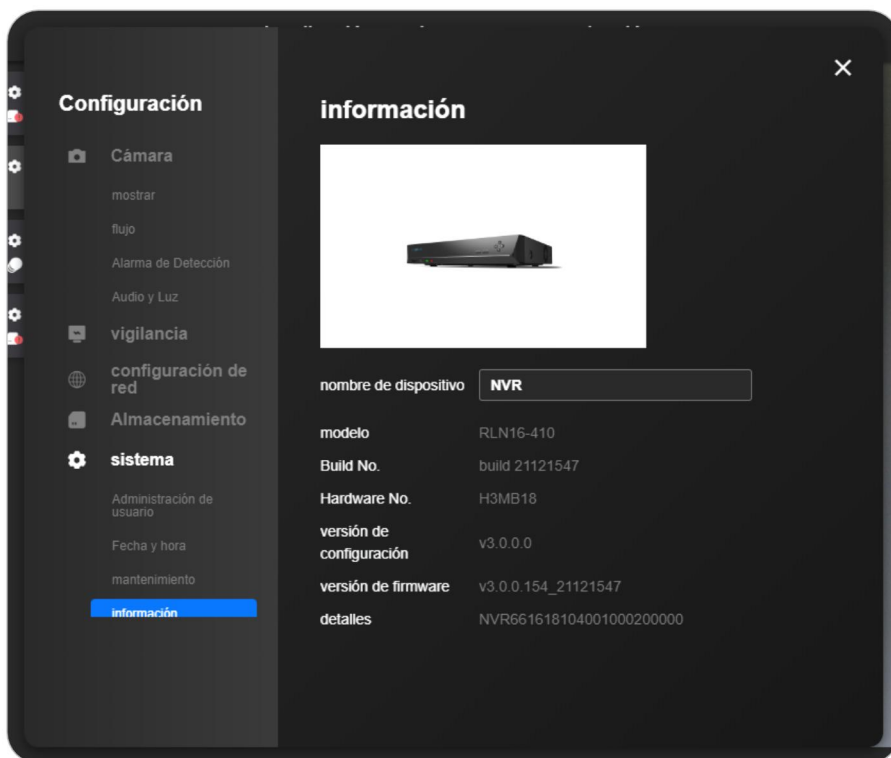 Configuración
Cámara
mostrar
flujo
Alarma de Detección
Audio y Luz
vigilancia
configuración de
red
Almacenamiento
sistema
Administración de
usuario
Fecha y hora
mantenimiento
información
información
nombre de dispositivo NVR
modelo RLN16-410
Build No. build 21121547
Hardware No. H3MB18
versión de
configuración v3.0.0.0
versión de firmware v3.0.0.154_21121547
detalles NVR661618104001000200000